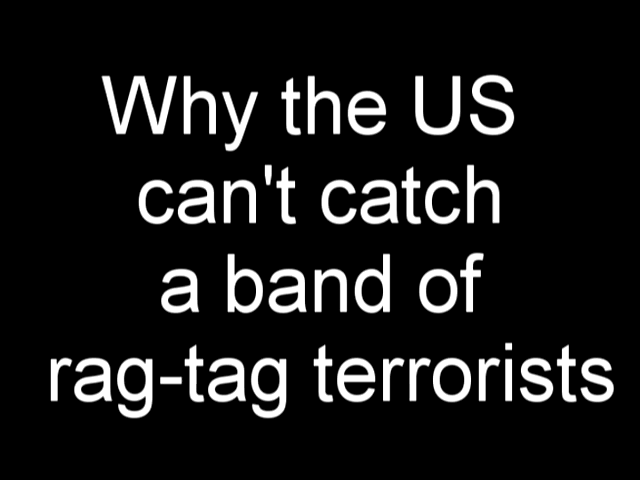 Why the US
can't catch
a band of
rag-tag terrorists